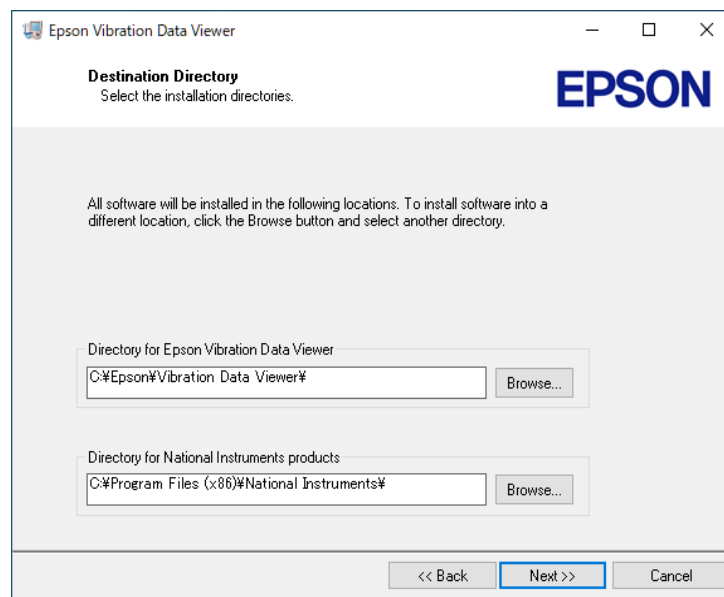 Epson Vibration Data Viewer
Destination Directory
Select the installation directories.
EPSON
All software will be installed in the following locations. To install software into a
different location, click the Browse button and select another directory.
Directory for Epson Vibration Data Viewer
C:¥Epson¥Vibration Data Viewer¥
Browse...
Directory for National Instruments products
C:¥Program Files (x86)¥National Instruments¥
Browse...
<< Back
Next >>
Cancel